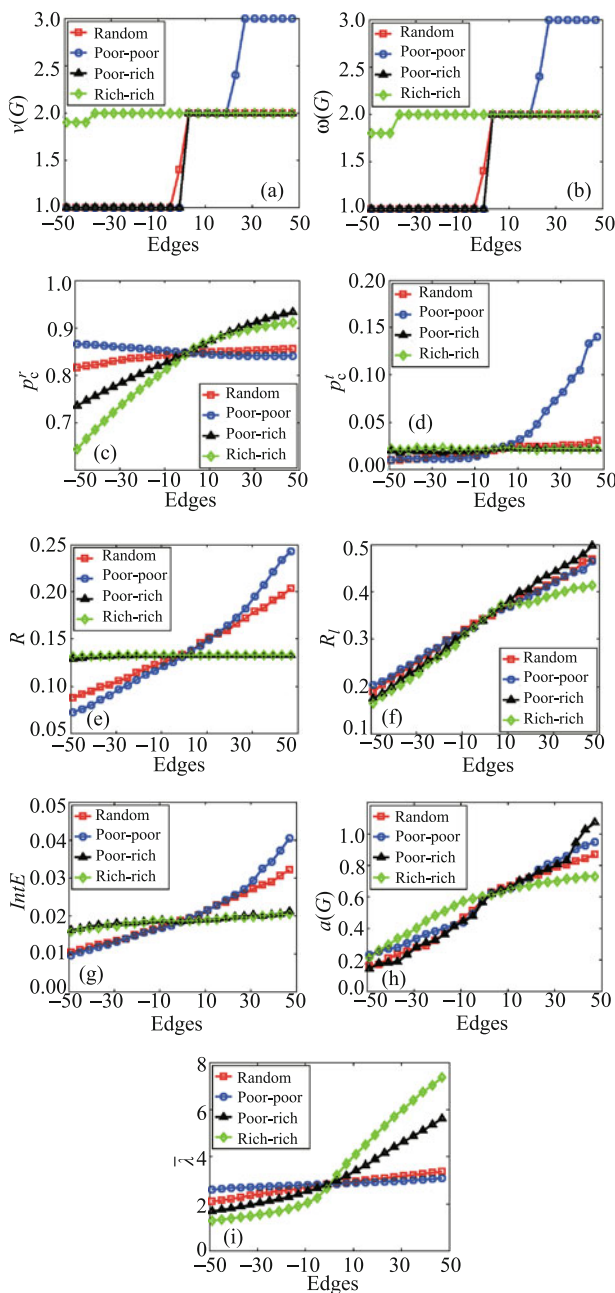 3.0
2.5
2.0
1.5
1.0
v(G)
Random
Poor-poor
Poor-rich
Rich-rich
(a)
−50 −30 −10 10 30 50
Edges
3.0
2.5
2.0
1.5
1.0
ω(G)
Random
Poor-poor
Poor-rich
Rich-rich
(b)
−50 −30 −10 10 30 50
Edges
1.0
0.9
0.8
0.7
p_c^r
Random
Poor-poor
Poor-rich
Rich-rich
(c)
−50 −30 −10 10 30 50
Edges
0.20
0.15
0.10
0.05
0.00
p_c^t
Random
Poor-poor
Poor-rich
Rich-rich
(d)
−50 −30 −10 10 30 50
Edges
0.25
0.20
0.15
0.10
0.05
R
Random
Poor-poor
Poor-rich
Rich-rich
(e)
−50 −30 −10 10 30 50
Edges
0.5
0.4
0.3
0.2
0.1
R_l
Random
Poor-poor
Poor-rich
Rich-rich
(f)
−50 −30 −10 10 30 50
Edges
0.05
0.04
0.03
0.02
0.01
0.00
IntE
Random
Poor-poor
Poor-rich
Rich-rich
(g)
−50 −30 −10 10 30 50
Edges
1.0
0.8
0.6
0.4
0.2
0.0
a(G)
Random
Poor-poor
Poor-rich
Rich-rich
(h)
−50 −30 −10 10 30 50
Edges
8
6
4
2
0
λ̄
Random
Poor-poor
Poor-rich
Rich-rich
(i)
−50 −30 −10 10 30 50
Edges